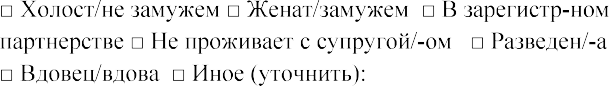 □ Холост/не замужем □ Женат/замужем □ В зарегистр-ном
партнерстве □ Не проживает с супругой/-ом □ Разведен/-а
□ Вдовец/вдова □ Иное (уточнить):